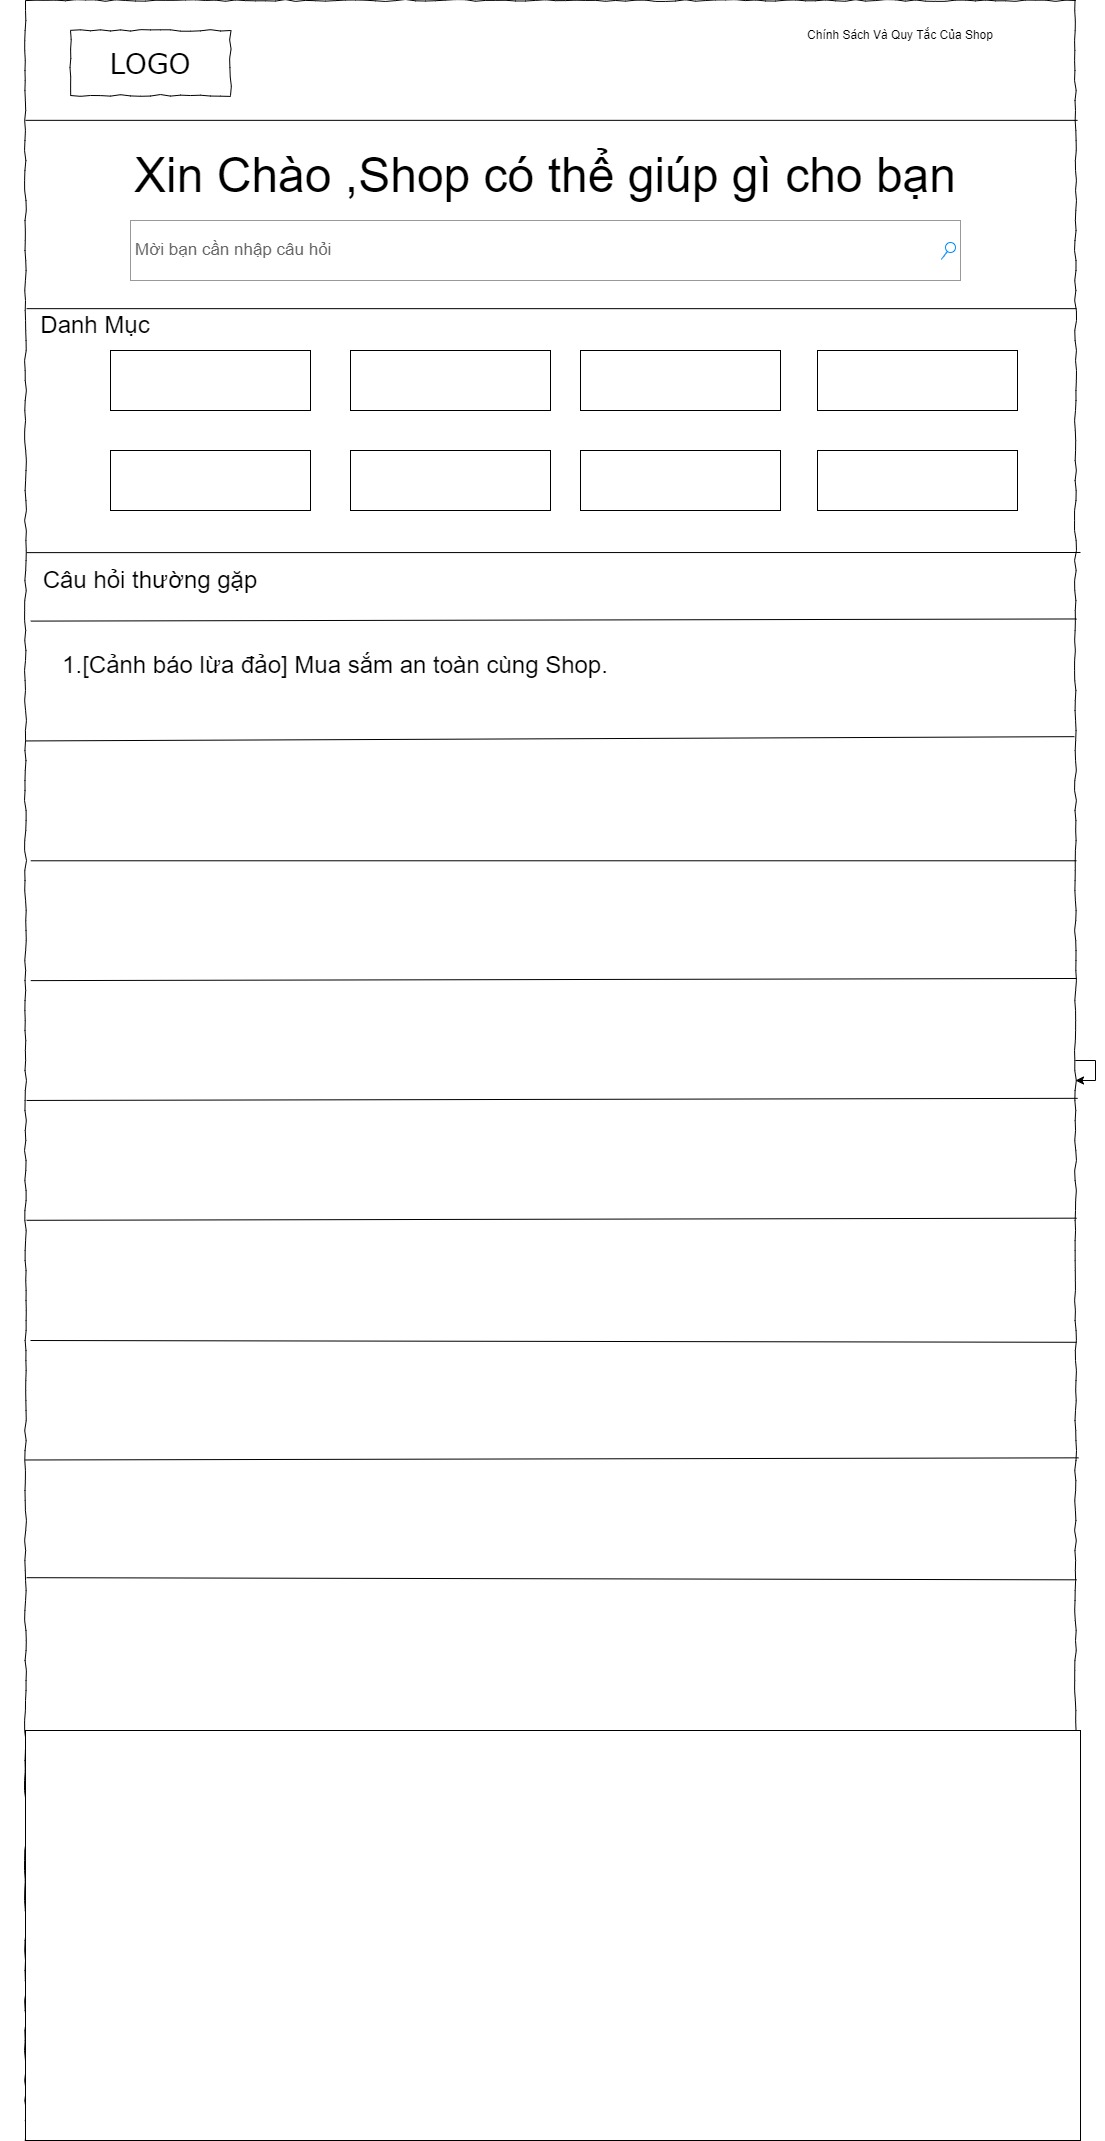 LOGO
Chính Sách Và Quy Tắc Của Shop
Xin Chào ,Shop có thể giúp gì cho bạn
Mời bạn cần nhập câu hỏi
Danh Mục
Câu hỏi thường gặp
1.[Cảnh báo lừa đảo] Mua sắm an toàn cùng Shop.